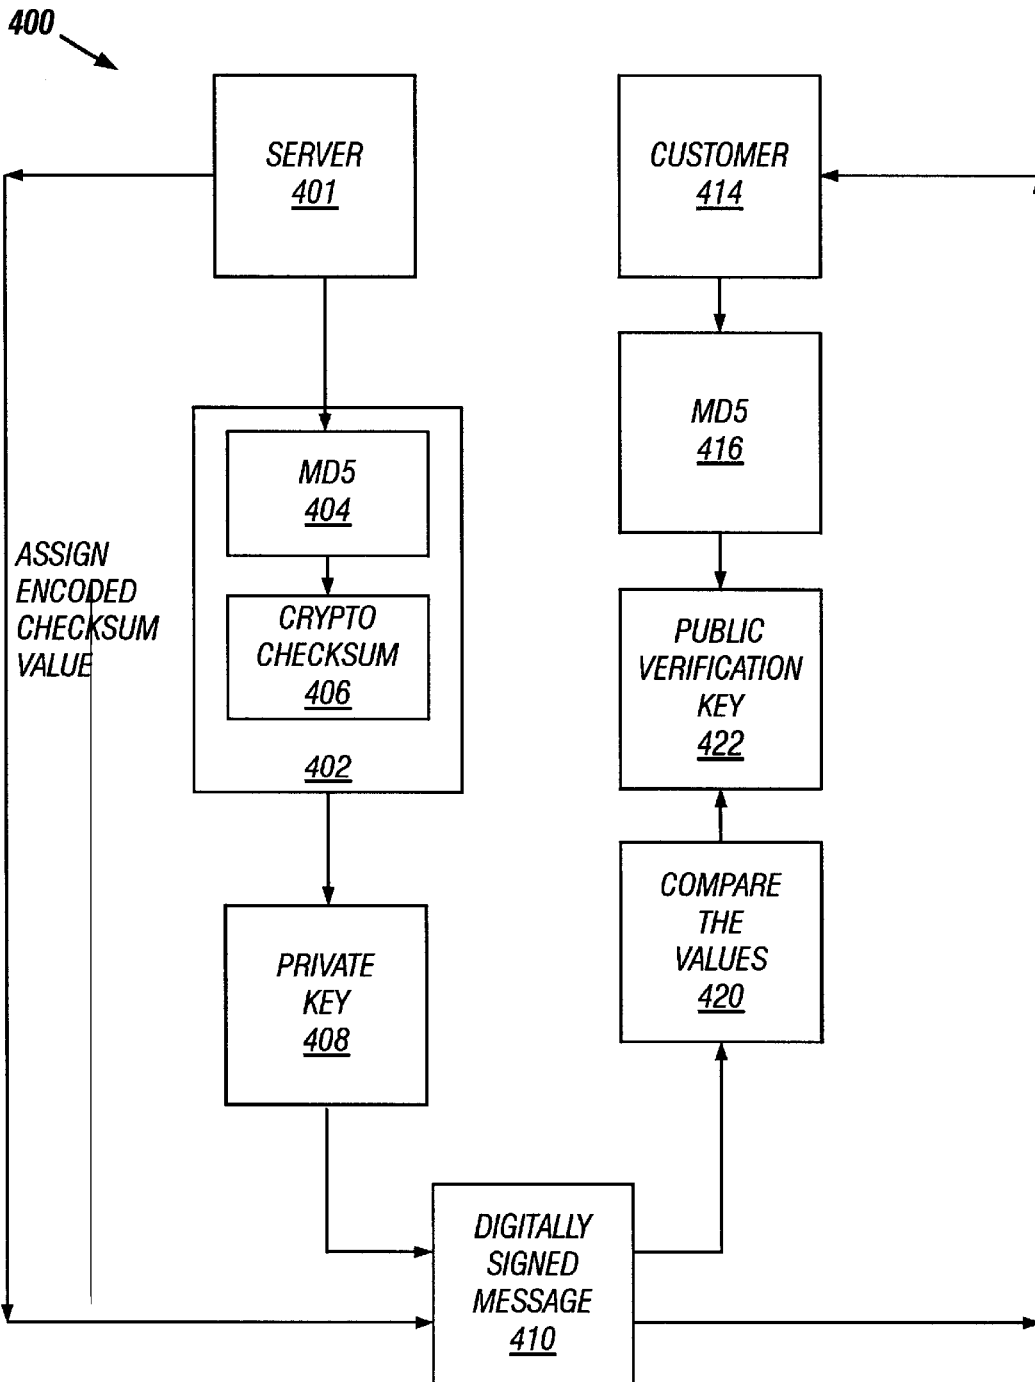 400
SERVER
401
CUSTOMER
414
MD5
404
CRYPTO
CHECKSUM
406
402
MD5
416
ASSIGN
ENCODED
CHECKSUM
VALUE
PUBLIC
VERIFICATION
KEY
422
PRIVATE
KEY
408
COMPARE
THE
VALUES
420
DIGITALLY
SIGNED
MESSAGE
410